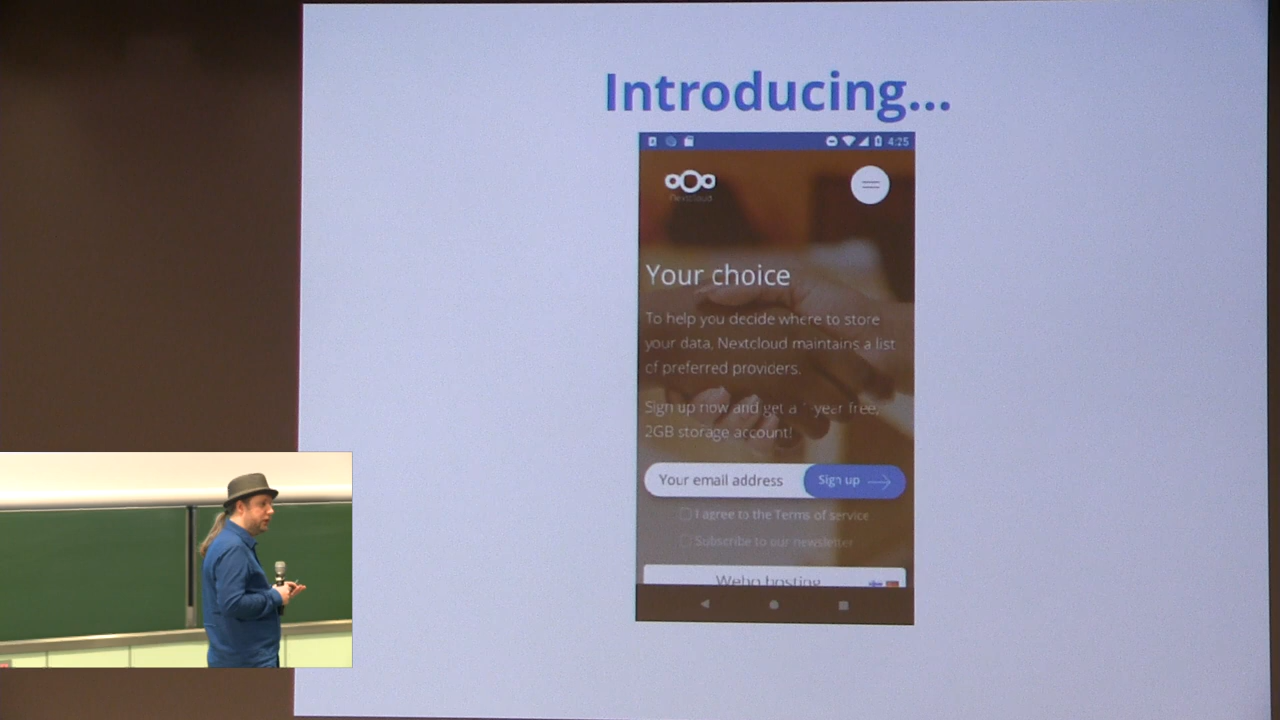 Introducing...
4:25
Nextcloud
Your choice
To help you decide where to store
your data, Nextcloud maintains a list
of preferred providers.
Sign up now and get a year free,
2GB storage account!
Your email address
Sign up
I agree to the Terms of service
Subscribe to our newsletter
hosting